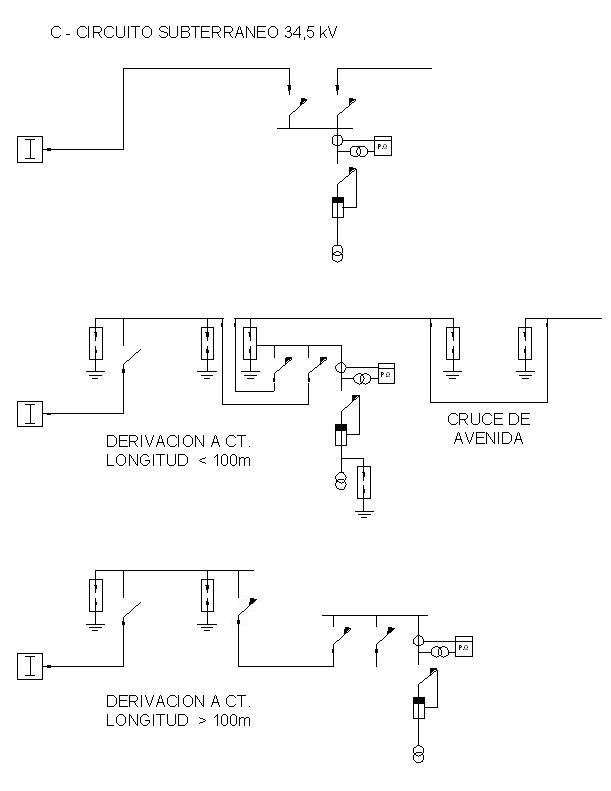 C - CIRCUITO SUBTERRANEO 34,5 kV
I
P.Ω
P.Ω
I
CRUCE DE
AVENIDA
DERIVACION A CT.
LONGITUD < 100m
P.Ω
I
DERIVACION A CT.
LONGITUD > 100m